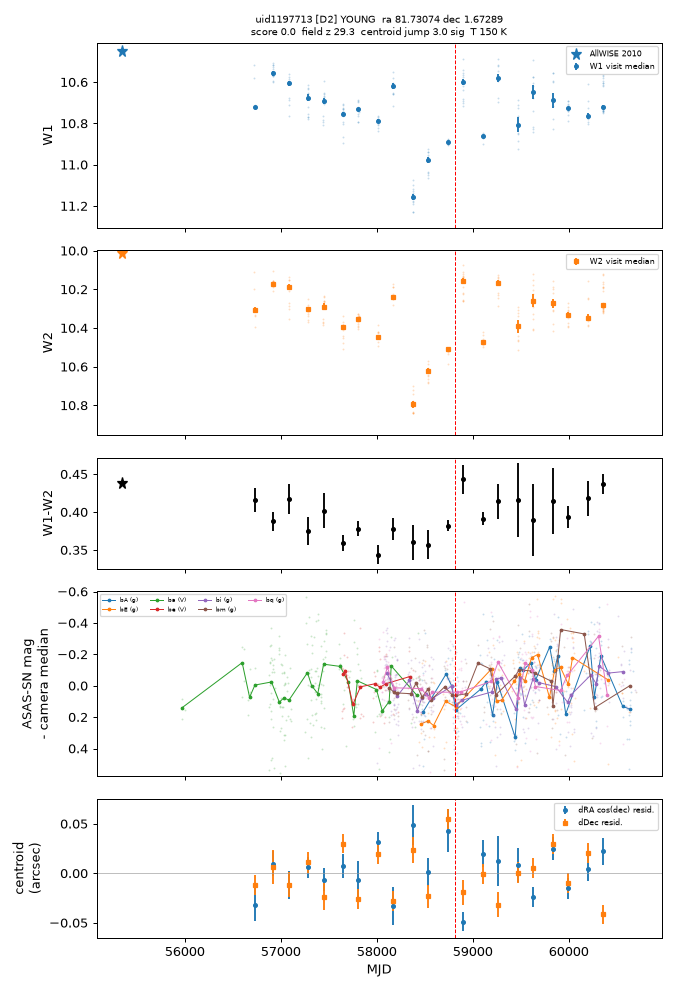 uid1197713 [D2] YOUNG ra 81.73074 dec 1.67289
score 0.0 field z 29.3 centroid jump 3.0 sig T 150 K
AllWISE 2010
W1 visit median
10.6
10.8
11.0
11.2
W1
W2 visit median
10.0
10.2
10.4
10.6
10.8
W2
0.45
0.40
0.35
W1-W2
bA (g)
bE (g)
ba (V)
be (V)
bi (g)
bm (g)
bq (g)
−0.6
−0.4
−0.2
0.0
0.2
0.4
ASAS-SN mag
- camera median
dRA cos(dec) resid.
dDec resid.
0.05
0.00
−0.05
centroid
(arcsec)
56000
57000
58000
59000
60000
MJD